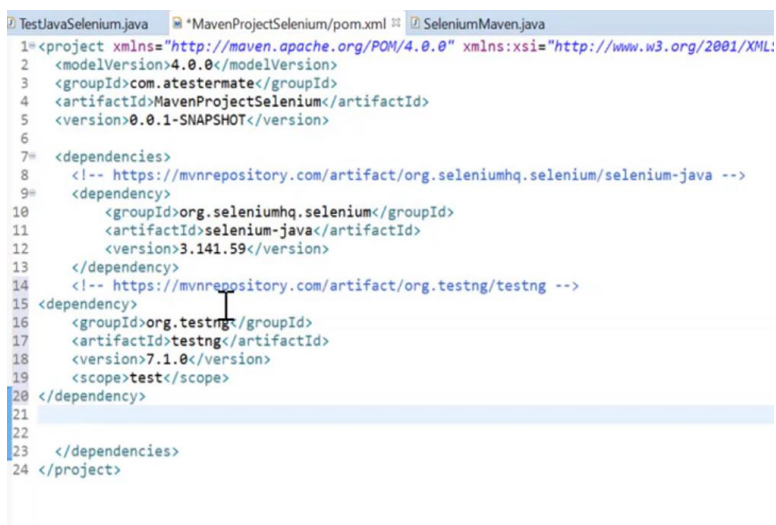 TestJavaSelenium.java *MavenProjectSelenium/pom.xml SeleniumMaven.java
1 <project xmlns="http://maven.apache.org/POM/4.0.0" xmlns:xsi="http://www.w3.org/2001/XMLS
2 <modelVersion>4.0.0</modelVersion>
3 <groupId>com.atestermate</groupId>
4 <artifactId>MavenProjectSelenium</artifactId>
5 <version>0.0.1-SNAPSHOT</version>
6
7 <dependencies>
8 <!-- https://mvnrepository.com/artifact/org.seleniumhq.selenium/selenium-java -->
9 <dependency>
10 <groupId>org.seleniumhq.selenium</groupId>
11 <artifactId>selenium-java</artifactId>
12 <version>3.141.59</version>
13 </dependency>
14 <!-- https://mvnrepository.com/artifact/org.testng/testng -->
15 <dependency>
16 <groupId>org.testng</groupId>
17 <artifactId>testng</artifactId>
18 <version>7.1.0</version>
19 <scope>test</scope>
20 </dependency>
21
22
23 </dependencies>
24 </project>